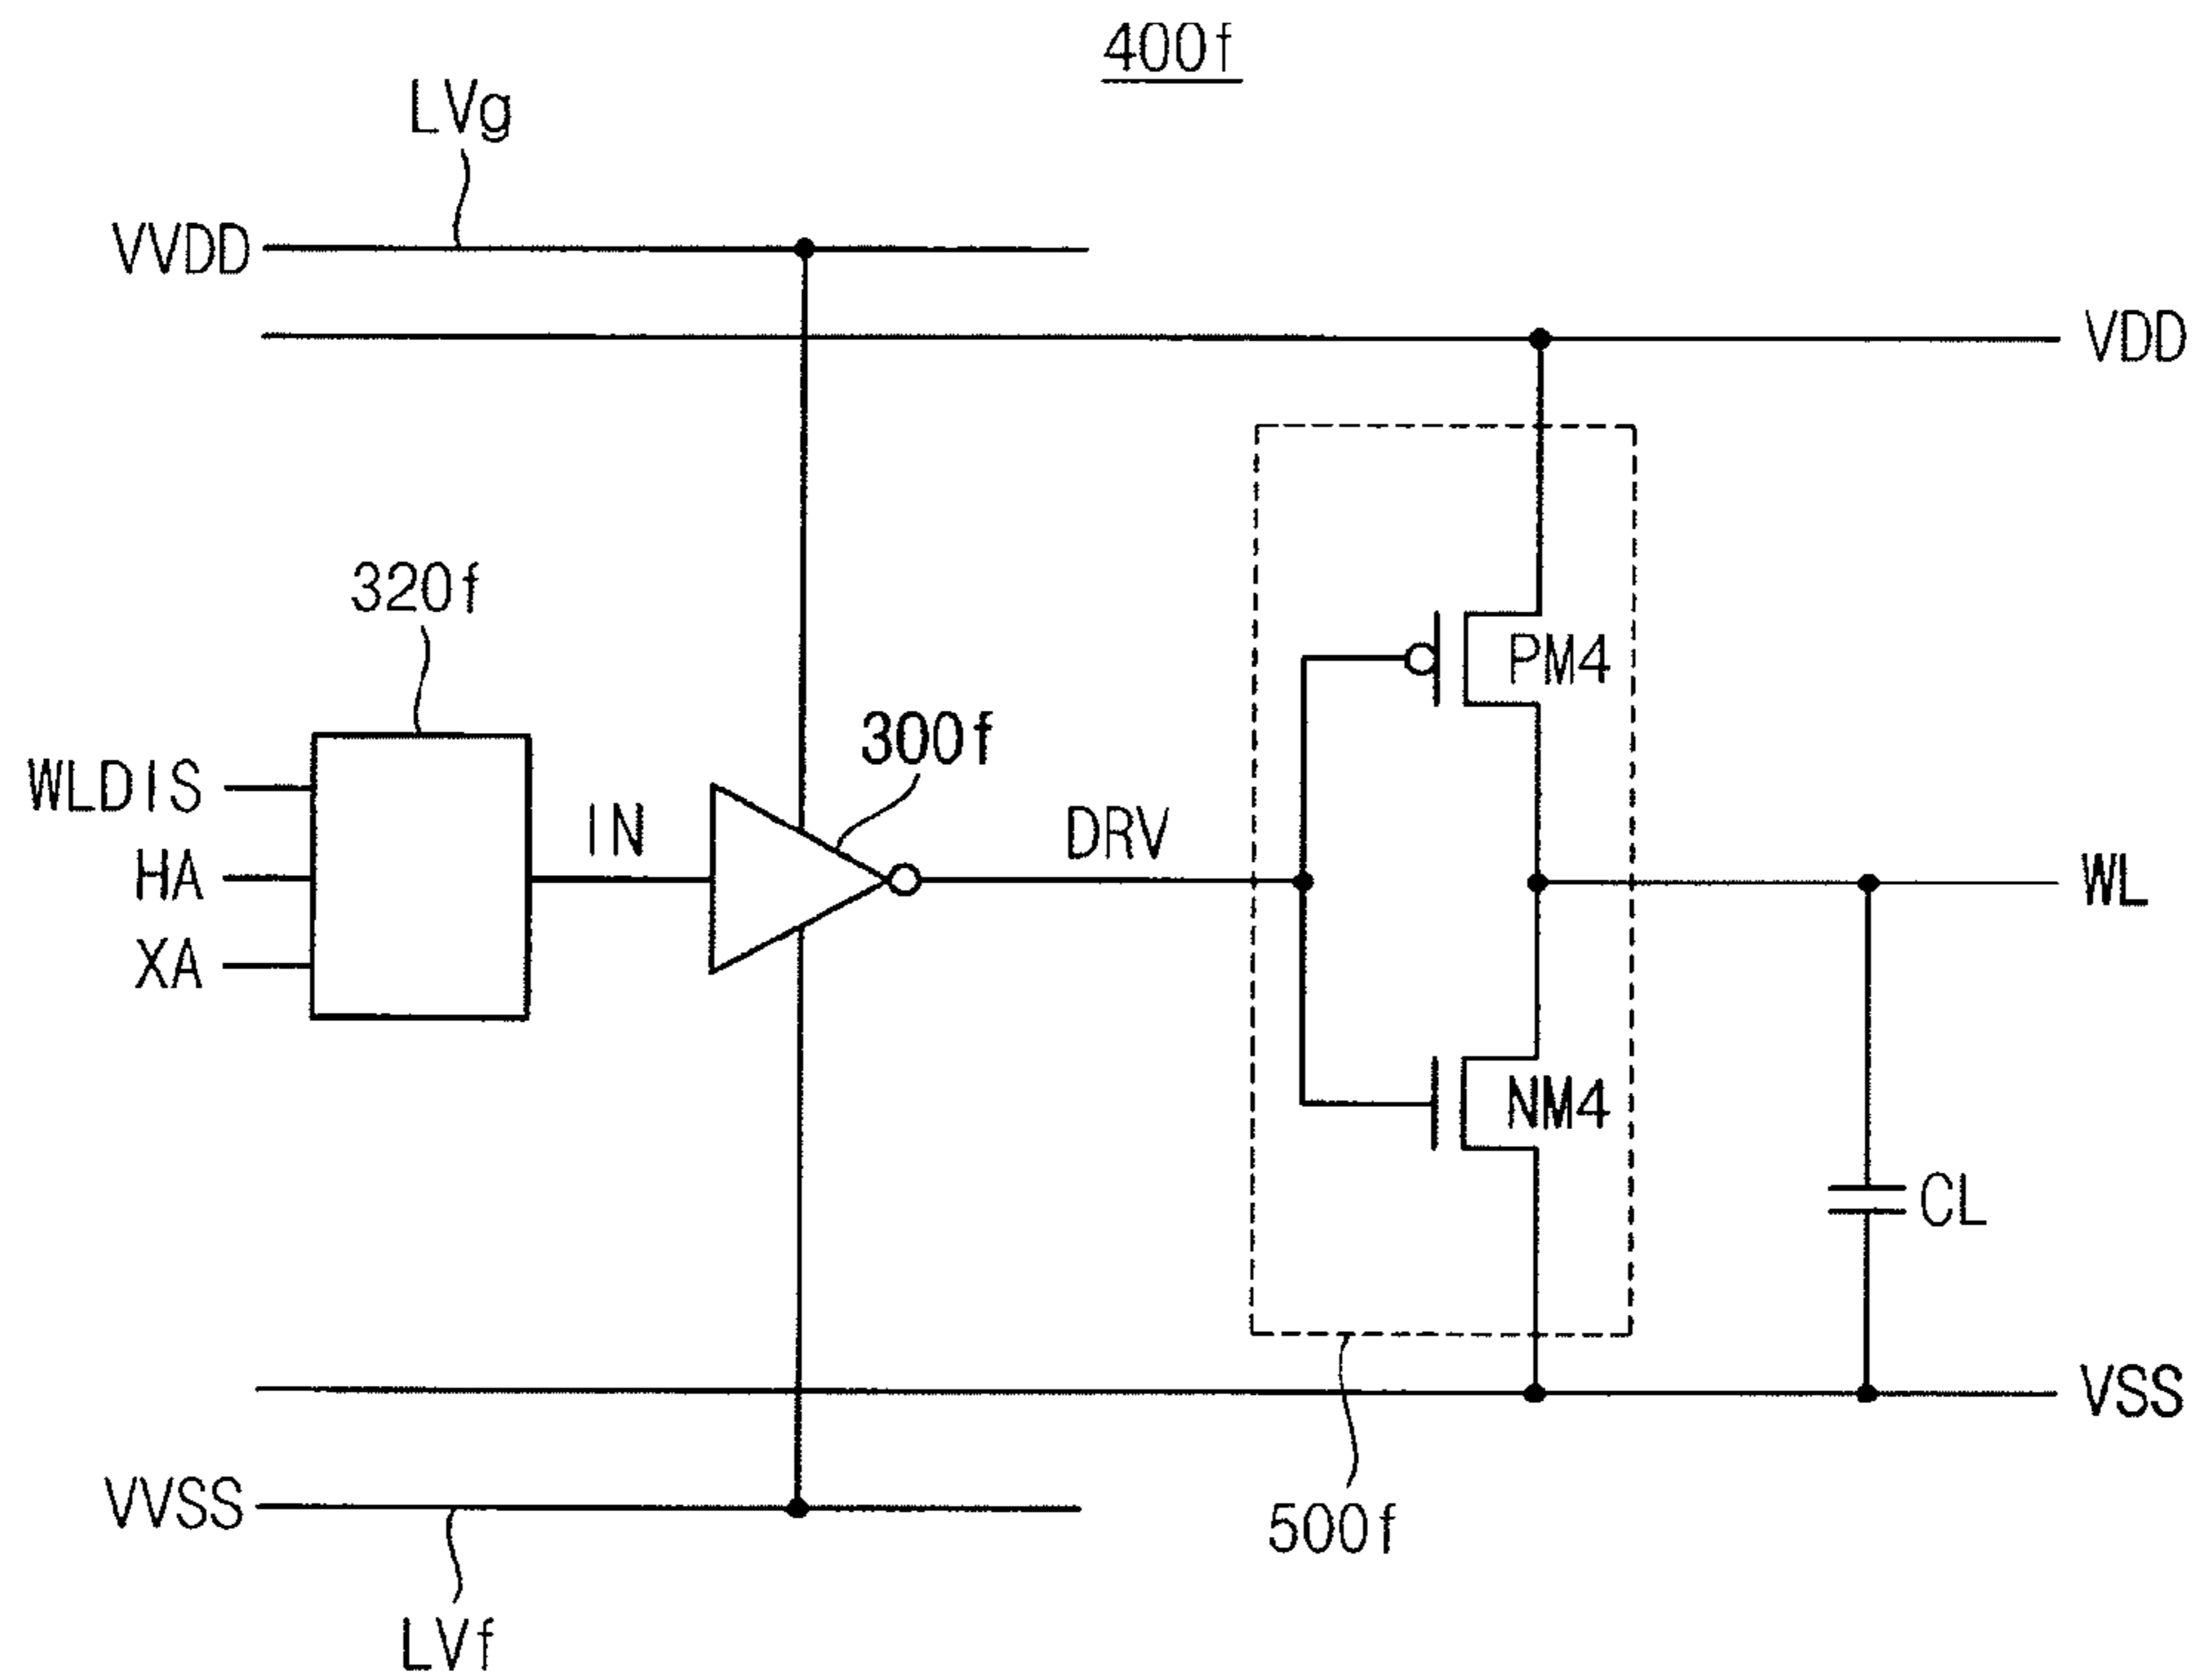 400f
LVg
VVDD
VDD
320f
PM4
300f
WLDIS
IN
DRV
HA
WL
XA
NM4
CL
VSS
VVSS
500f
LVf